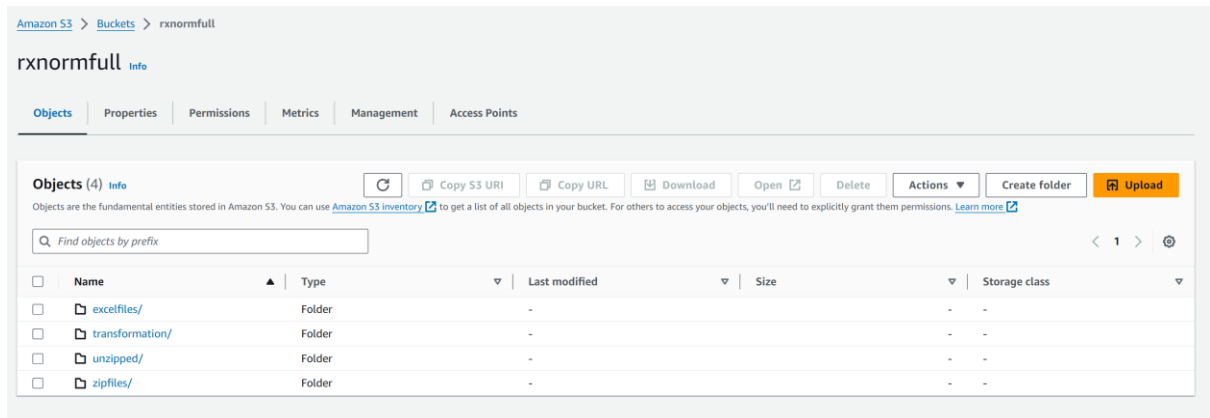 Amazon S3 > Buckets > rxnormfull
rxnormfull Info
Objects Properties Permissions Metrics Management Access Points
Objects (4) Info Copy S3 URI Copy URL Download Open Delete Actions ▼ Create folder Upload
Objects are the fundamental entities stored in Amazon S3. You can use Amazon S3 inventory to get a list of all objects in your bucket. For others to access your objects, you'll need to explicitly grant them permissions. Learn more
Find objects by prefix < 1 >
Name ▲ Type Last modified Size Storage class
excelfiles/ Folder - - -
transformation/ Folder - - -
unzipped/ Folder - - -
zipfiles/ Folder - - -